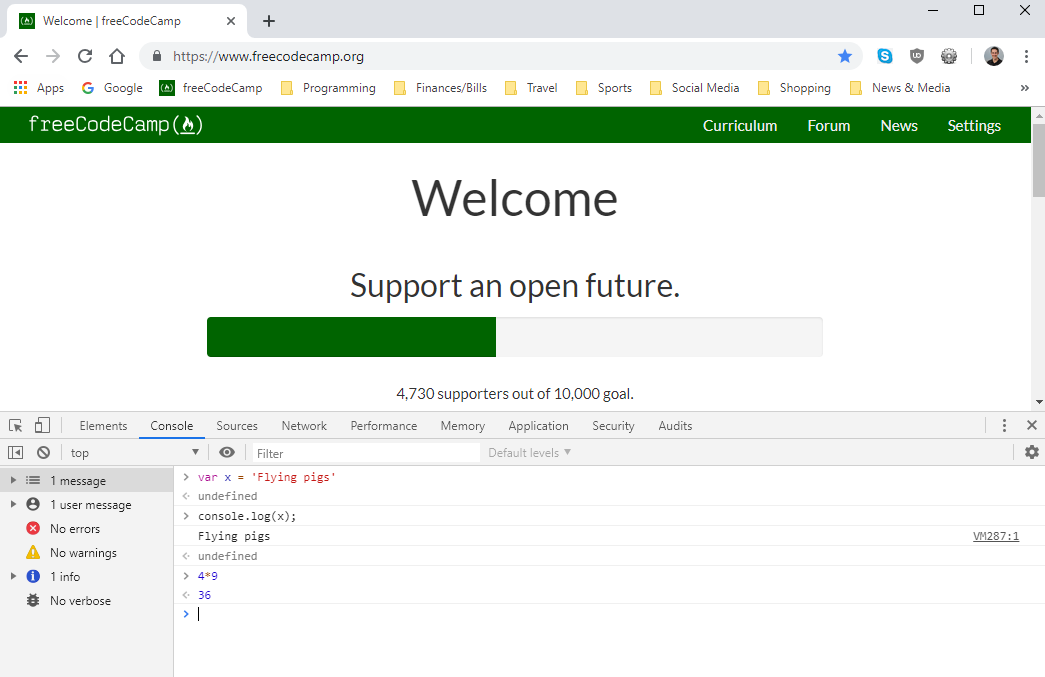 Welcome | freeCodeCamp
https://www.freecodecamp.org
Apps Google freeCodeCamp Programming Finances/Bills Travel Sports Social Media Shopping News & Media »
freeCodeCamp
Curriculum Forum News Settings
Welcome
Support an open future.
4,730 supporters out of 10,000 goal.
Elements Console Sources Network Performance Memory Application Security Audits
top Filter Default levels
1 message
1 user message
No errors
No warnings
1 info
No verbose
> var x = 'Flying pigs'
undefined
> console.log(x);
Flying pigs VM287:1
undefined
> 4*9
36
>